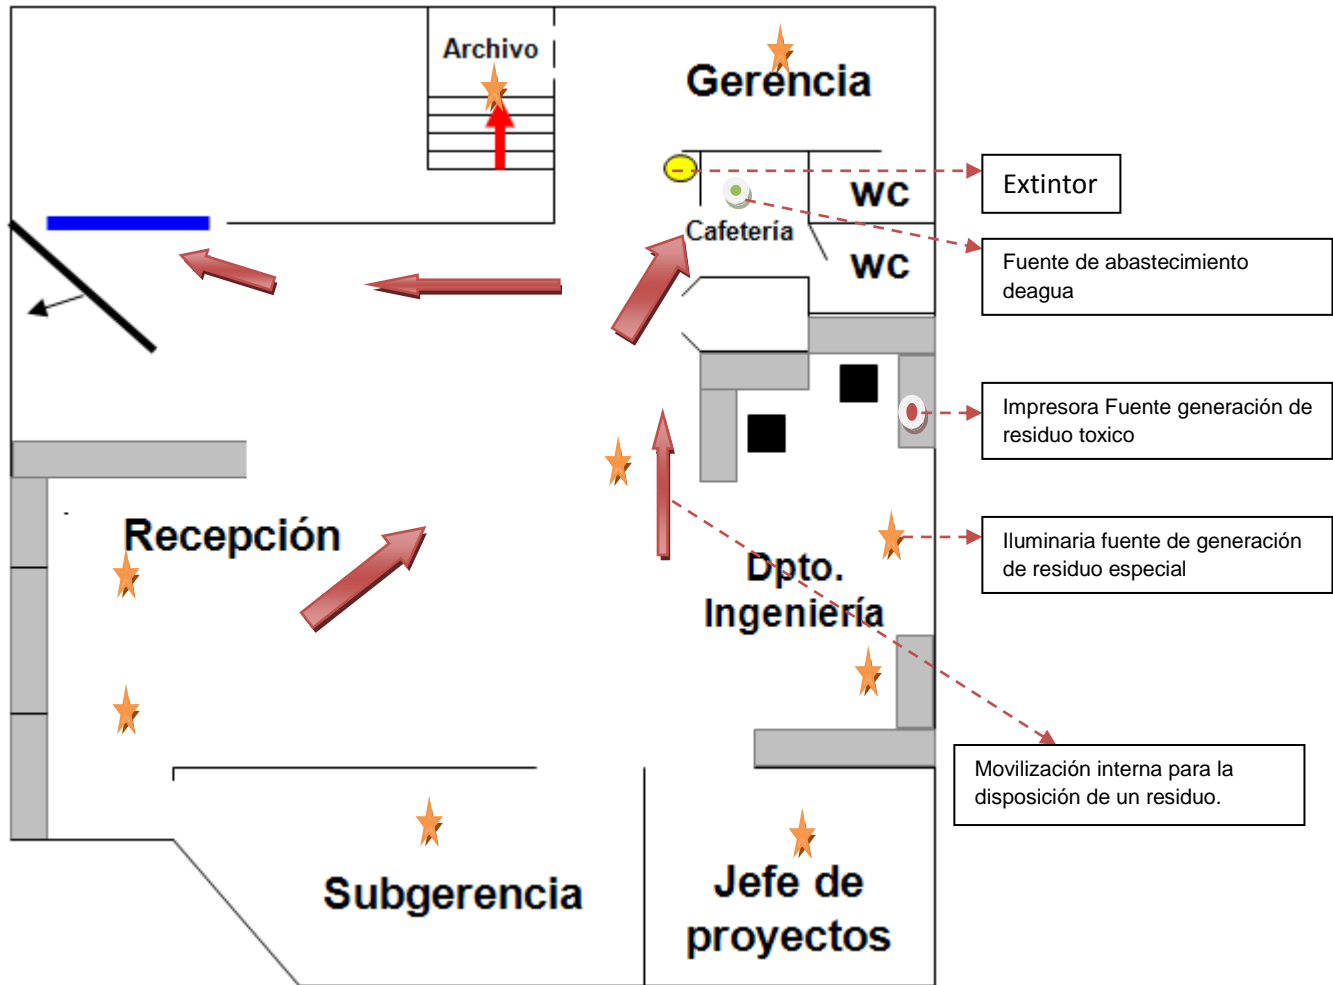 Archivo
Gerencia
WC
Cafetería
WC
Extintor
Fuente de abastecimiento
deagua
Impresora Fuente generación de
residuo toxico
Recepción
Iluminaria fuente de generación
de residuo especial
Dpto.
Ingeniería
Movilización interna para la
disposición de un residuo.
Subgerencia
Jefe de
proyectos